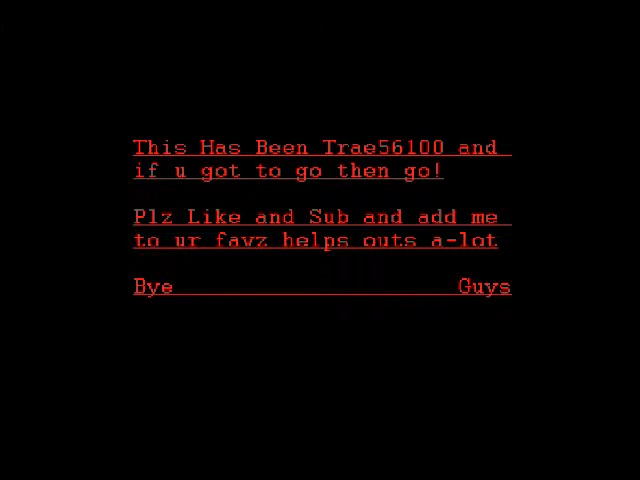 This Has Been Trae56100 and
if u got to go then go!
Plz Like and Sub and add me
to ur favz helps outs a-lot
Bye Guys